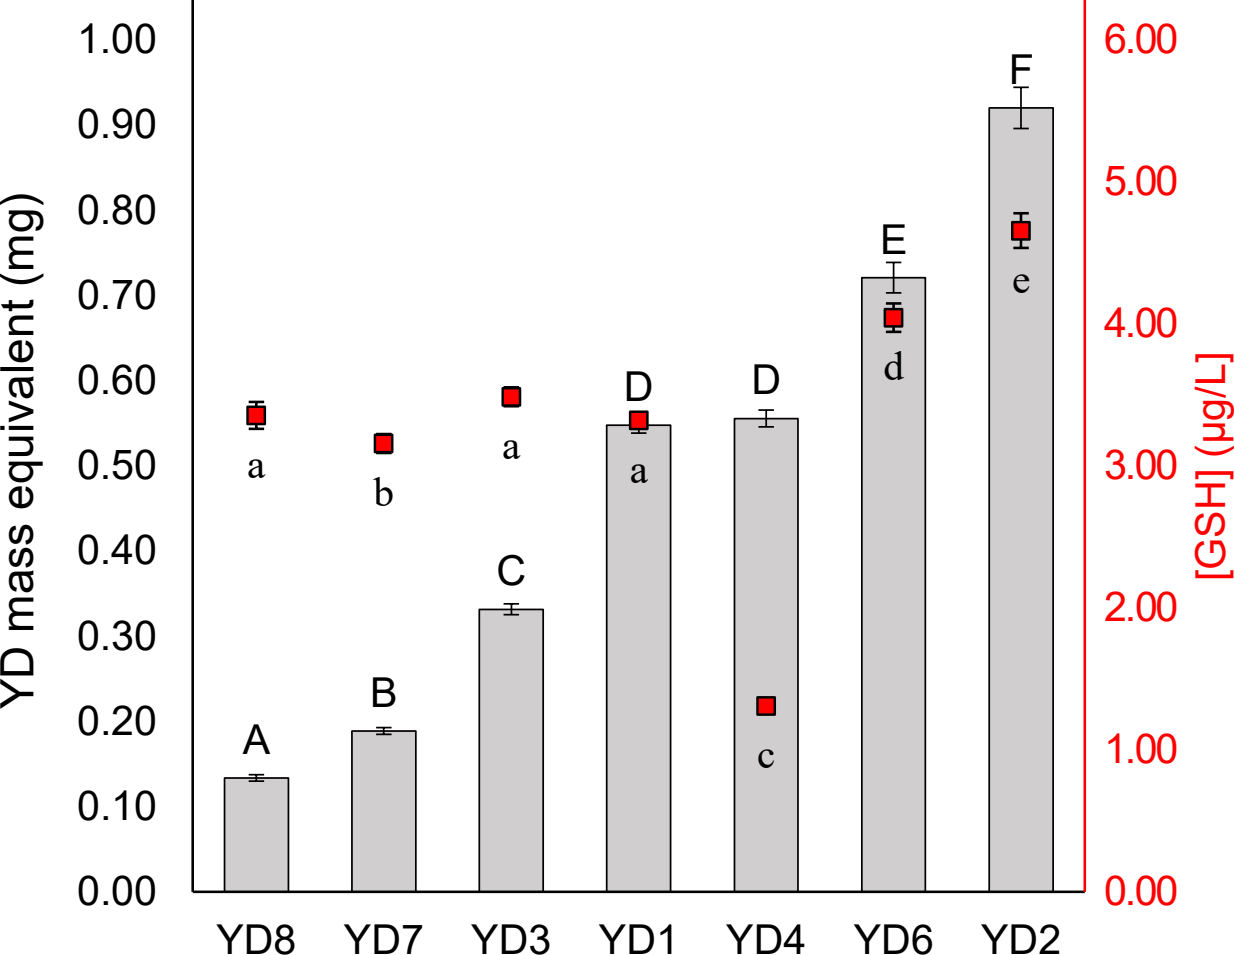 YD mass equivalent (mg)
1.00
0.90
0.80
0.70
0.60
0.50
0.40
0.30
0.20
0.10
0.00
A
B
C
D
D
E
F
a
b
a
a
c
d
e
YD8 YD7 YD3 YD1 YD4 YD6 YD2
6.00
5.00
4.00
3.00
2.00
1.00
0.00
[GSH] (µg/L]